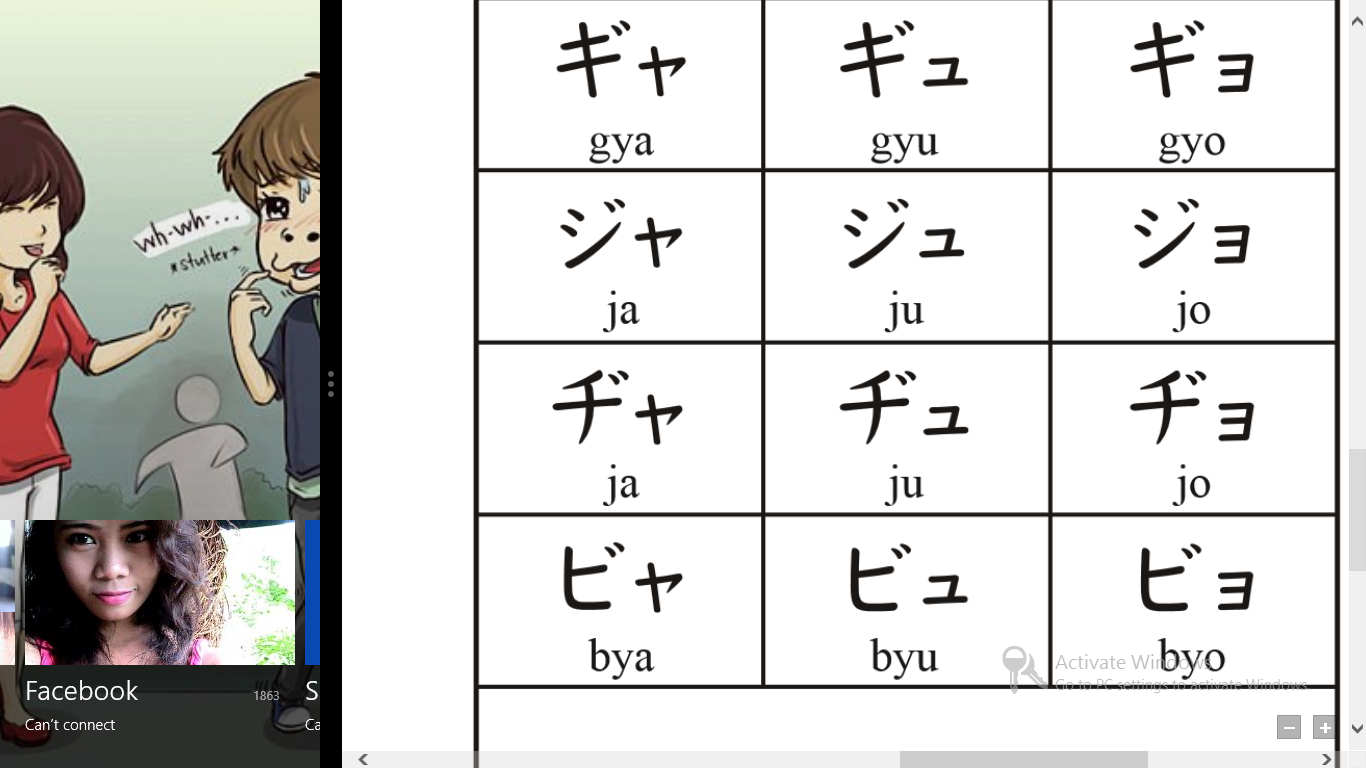 wh-wh-...
*stutter*
Facebook 1863
Can't connect
S
Ca
ギャ ギュ ギョ
gya gyu gyo
ジャ ジュ ジョ
ja ju jo
ヂャ ヂュ ヂョ
ja ju jo
ビャ ビュ ビョ
bya byu byo
Activate Windows
Go to PC settings to activate Windows.